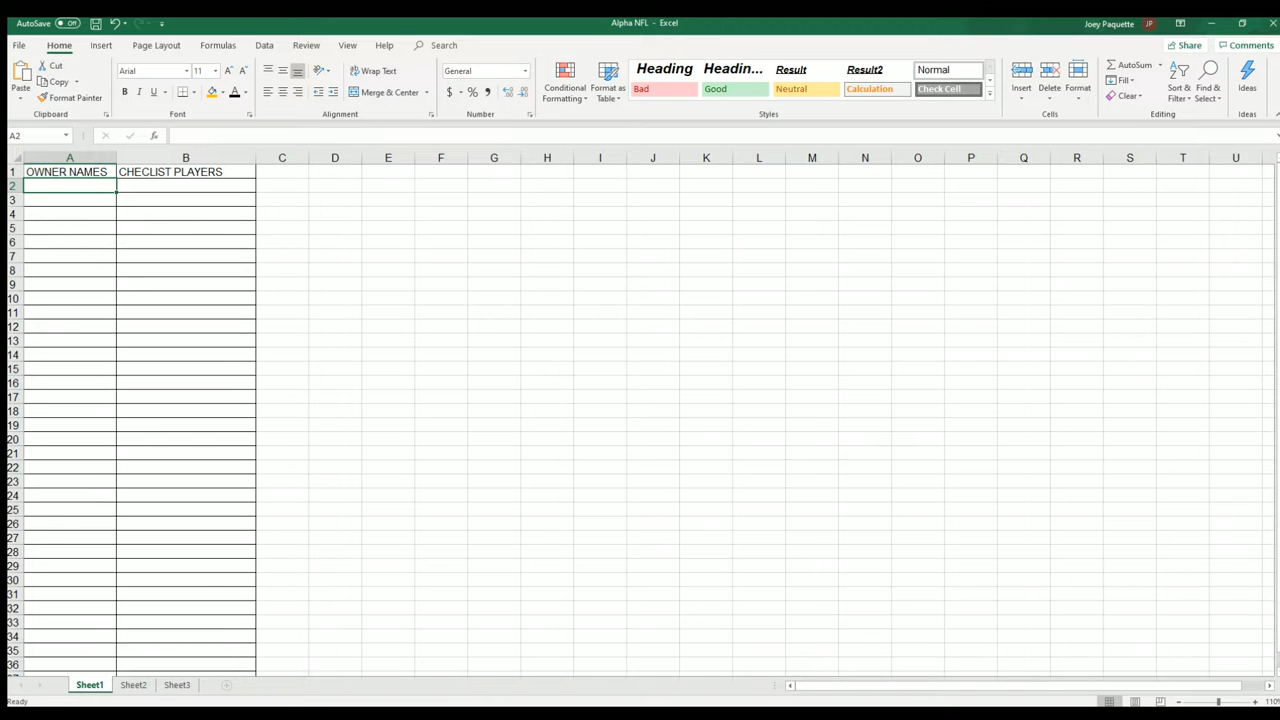 AutoSave Off Alpha NFL - Excel Joey Paquette JP
File Home Insert Page Layout Formulas Data Review View Help Search Share Comments
Paste Cut Copy Format Painter Clipboard
Arial 11 A A B I U A Font
Wrap Text Merge & Center Alignment
General $ % , Number
Conditional Formatting Format as Table
Heading Headin... Result Result2 Normal
Bad Good Neutral Calculation Check Cell
Styles
Insert Delete Format Cells
AutoSum Fill Clear Sort & Filter Find & Select Editing
Ideas Ideas
A2 fx
A B C D E F G H I J K L M N O P Q R S T U
1 OWNER NAMES CHECLIST PLAYERS
2
3
4
5
6
7
8
9
10
11
12
13
14
15
16
17
18
19
20
21
22
23
24
25
26
27
28
29
30
31
32
33
34
35
36
Sheet1 Sheet2 Sheet3
Ready 110